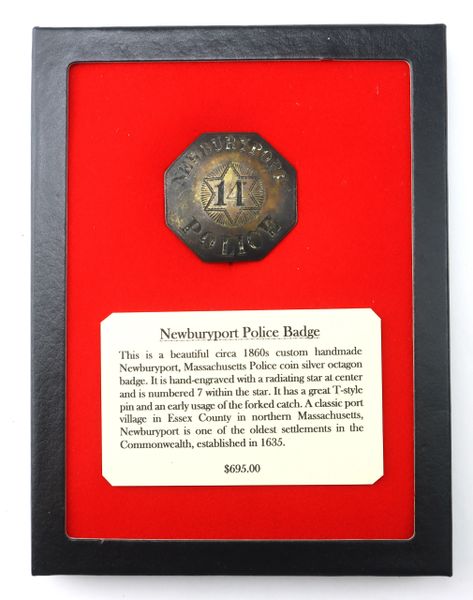 NEWBURYPORT
14
POLICE
Newburyport Police Badge
This is a beautiful circa 1860s custom handmade
Newburyport, Massachusetts Police coin silver octagon
badge. It is hand-engraved with a radiating star at center
and is numbered 7 within the star. It has a great T-style
pin and an early usage of the forked catch. A classic port
village in Essex County in northern Massachusetts,
Newburyport is one of the oldest settlements in the
Commonwealth, established in 1635.
$695.00